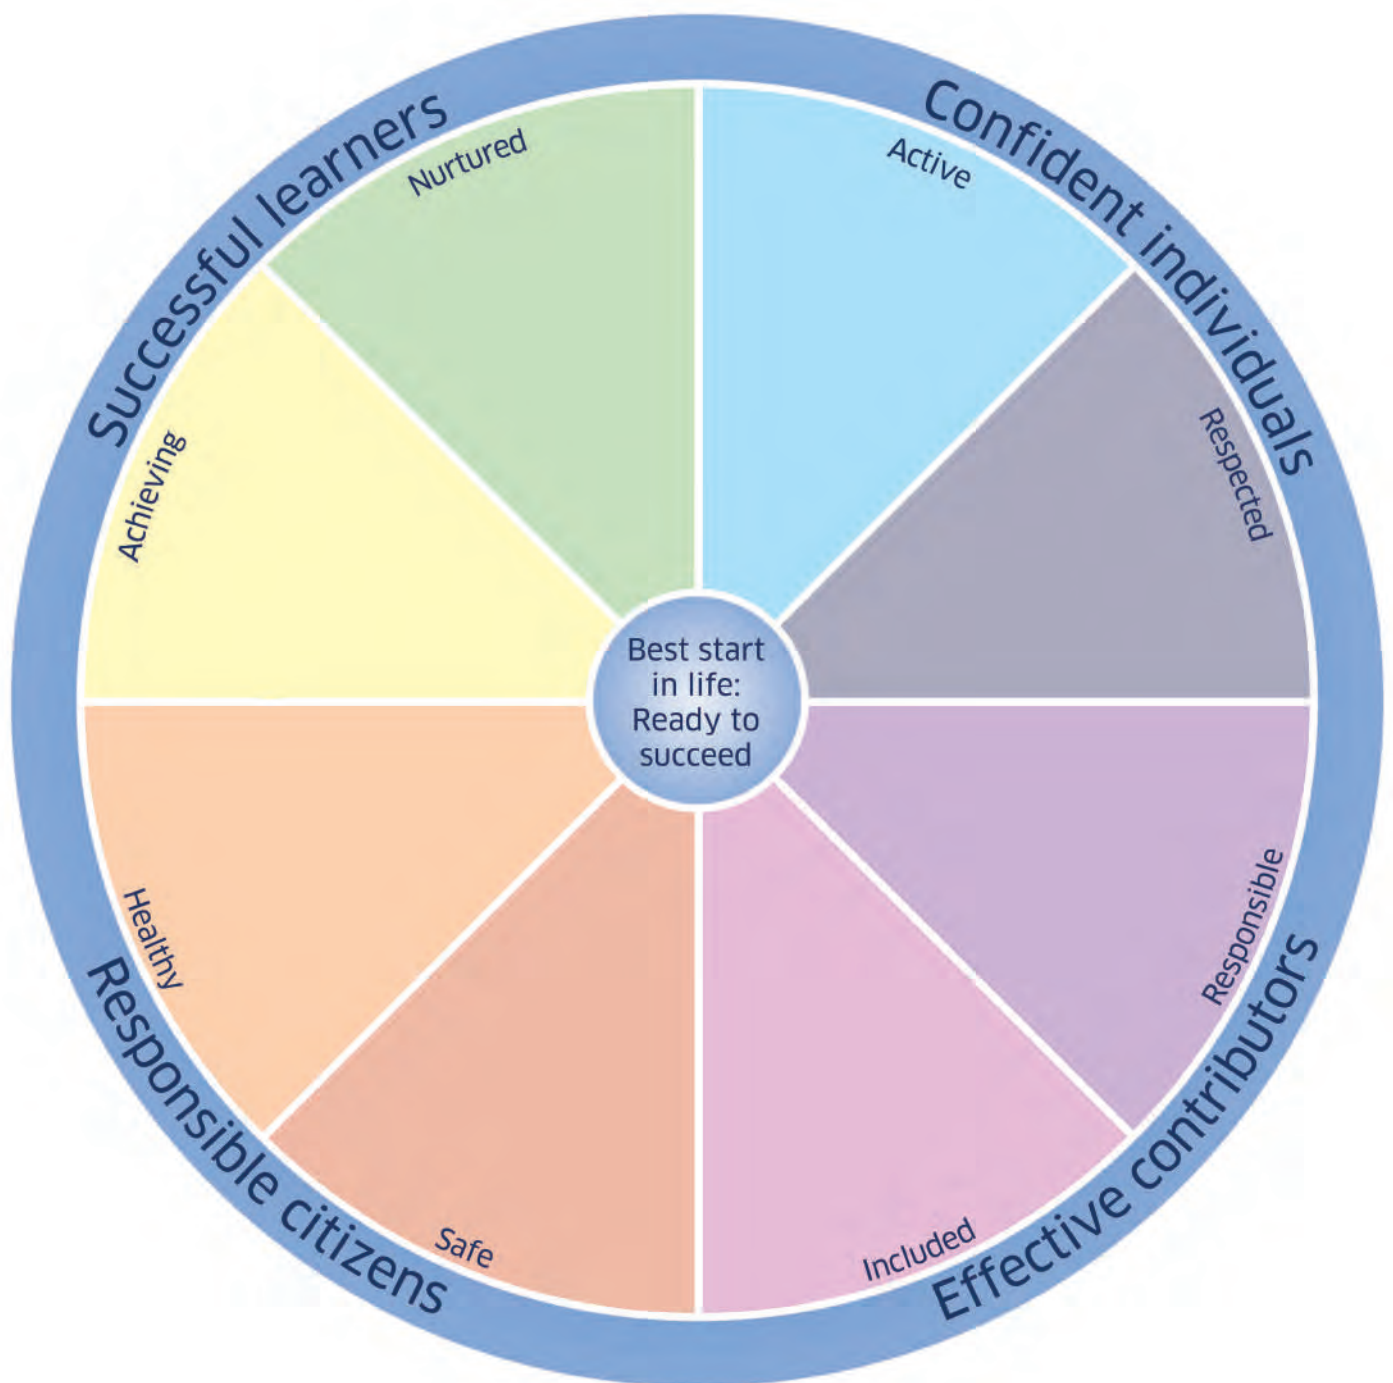 Successful learners
Confident individuals
Nurtured
Active
Achieving
Respected
Best start
in life:
Ready to
succeed
Healthy
Responsible
Safe
Included
Responsible citizens
Effective contributors